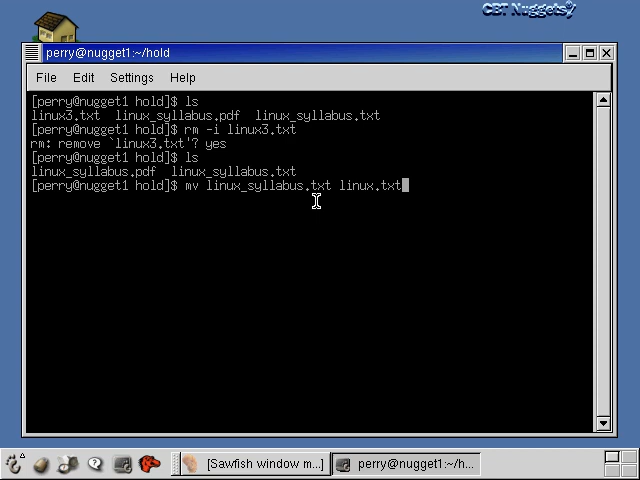 CBT Nuggets
perry@nugget1:~/hold
File Edit Settings Help
[perry@nugget1 hold]$ ls
linux3.txt  linux_syllabus.pdf  linux_syllabus.txt
[perry@nugget1 hold]$ rm -i linux3.txt
rm: remove `linux3.txt'? yes
[perry@nugget1 hold]$ ls
linux_syllabus.pdf  linux_syllabus.txt
[perry@nugget1 hold]$ mv linux_syllabus.txt linux.txt
[Sawfish window m...] perry@nugget1:~/h...